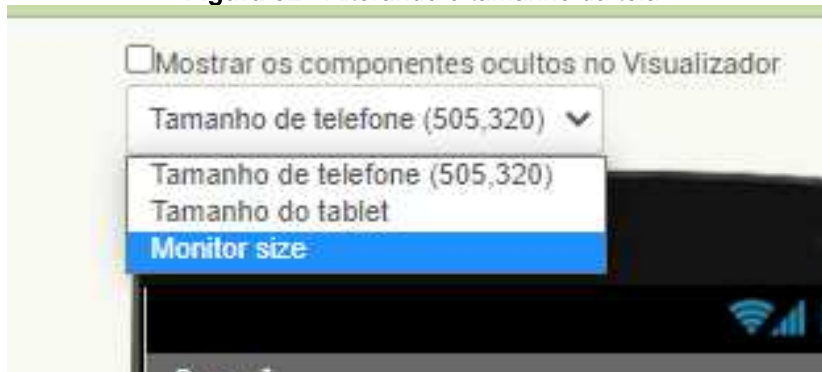 Mostrar os componentes ocultos no Visualizador
Tamanho de telefone (505,320)
Tamanho de telefone (505,320)
Tamanho do tablet
Monitor size